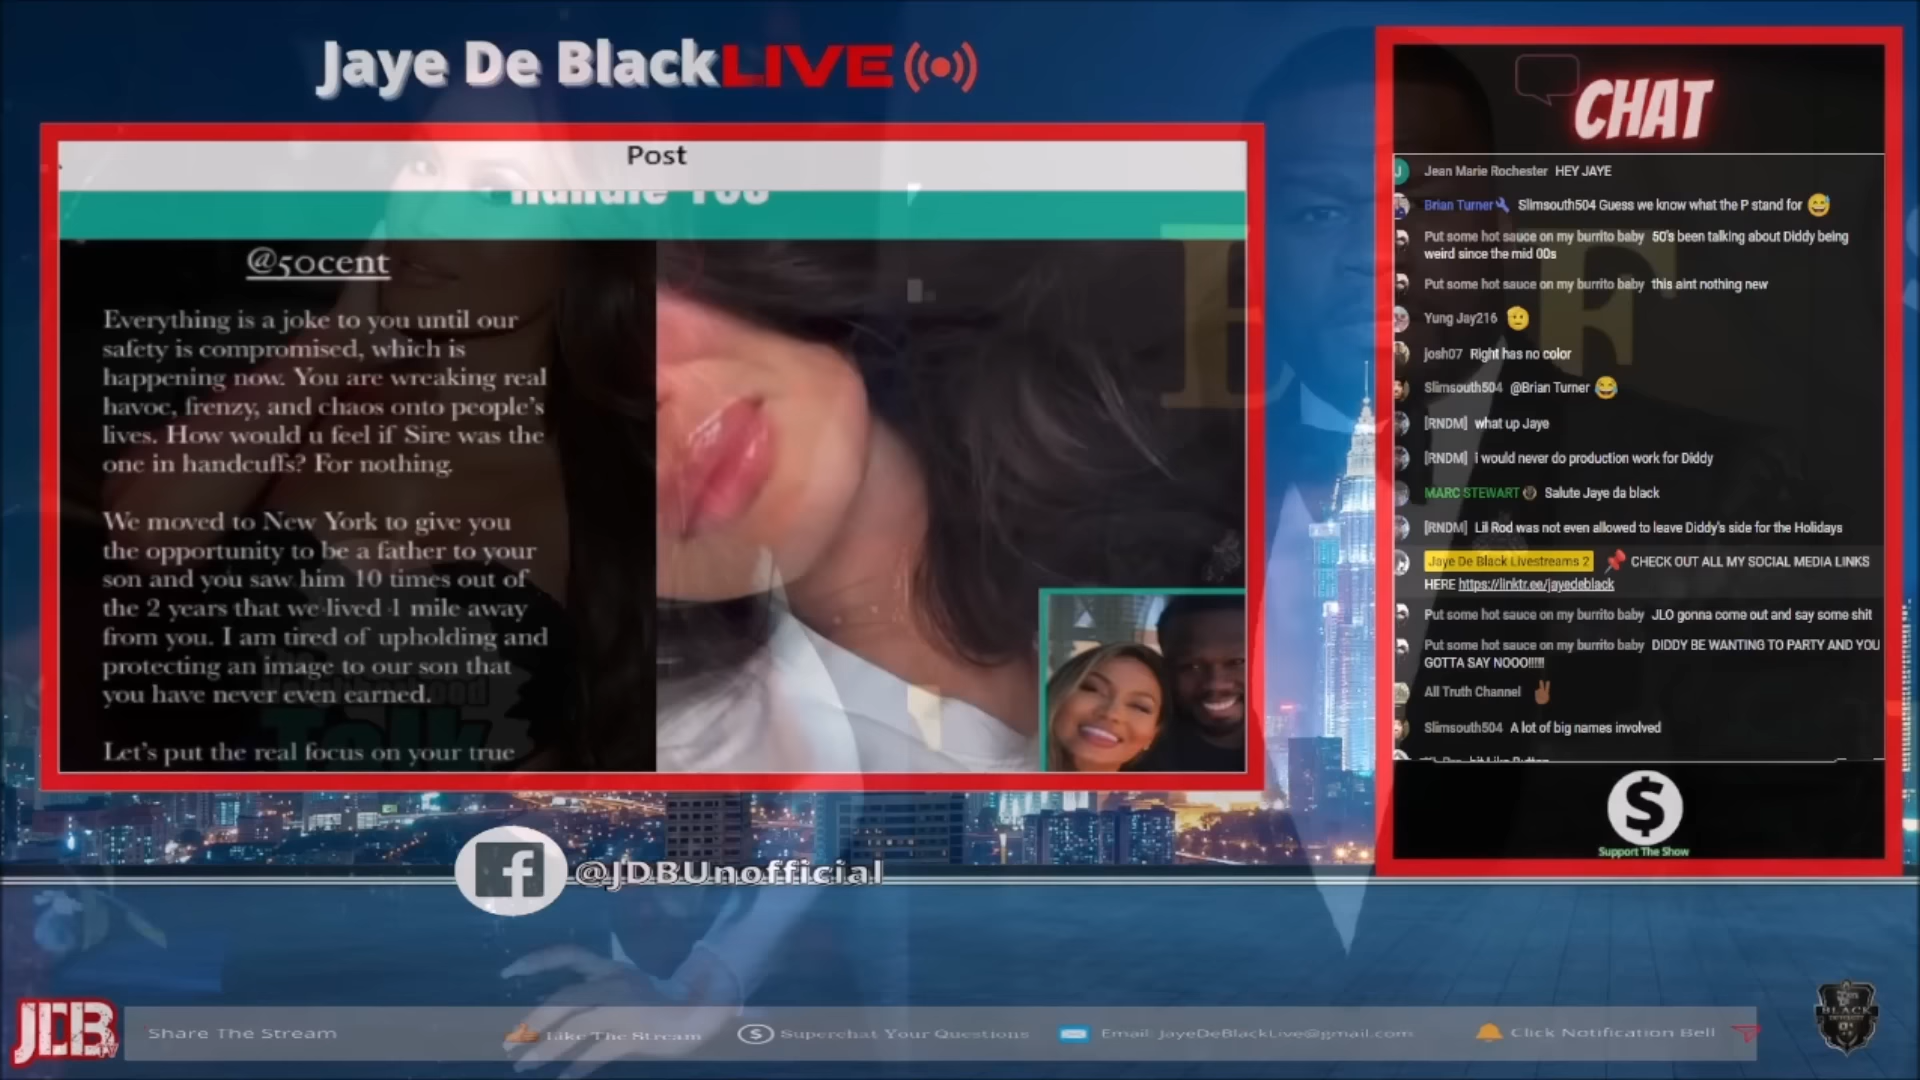 Jaye De Black LIVE
Post
@50cent
Everything is a joke to you until our
safety is compromised, which is
happening now. You are wreaking real
havoc, frenzy, and chaos onto people's
lives. How would u feel if Sire was the
one in handcuffs? For nothing.
We moved to New York to give you
the opportunity to be a father to your
son and you saw him 10 times out of
the 2 years that we lived 1 mile away
from you. I am tired of upholding and
protecting an image to our son that
you have never even earned.
Let's put the real focus on your true
CHAT
Jean Marie Rochester HEY JAYE
Brian Turner Slimsouth504 Guess we know what the P stand for 😅
Put some hot sauce on my burrito baby 50's been talking about Diddy being
weird since the mid 00s
Put some hot sauce on my burrito baby this aint nothing new
Yung Jay216 🫡
josh07 Right has no color
Slimsouth504 @Brian Turner 😂
[RNDM] what up Jaye
[RNDM] i would never do production work for Diddy
MARC STEWART Salute Jaye da black
[RNDM] Lil Rod was not even allowed to leave Diddy's side for the Holidays
Jaye De Black Livestreams 2 📌 CHECK OUT ALL MY SOCIAL MEDIA LINKS
HERE https://linktr.ee/jayedeblack
Put some hot sauce on my burrito baby JLO gonna come out and say some shit
Put some hot sauce on my burrito baby DIDDY BE WANTING TO PARTY AND YOU
GOTTA SAY NOOO!!!!!
All Truth Channel ✌🏾
Slimsouth504 A lot of big names involved
$
Support The Show
f @JDBUnofficial
JDB TV
Share The Stream
Like The Stream
Superchat Your Questions
Email: JayeDeBlackLive@gmail.com
Click Notification Bell
BLACK